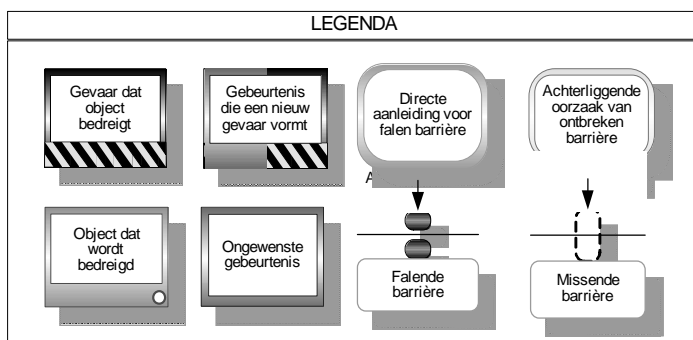 LEGENDA
Gevaar dat
object
bedreigt
Gebeurtenis
die een nieuw
gevaar vormt
Directe
aanleiding voor
falen barrière
Achterliggende
oorzaak van
ontbreken
barrière
Object dat
wordt
bedreigd
Ongewenste
gebeurtenis
Falende
barrière
Missende
barrière